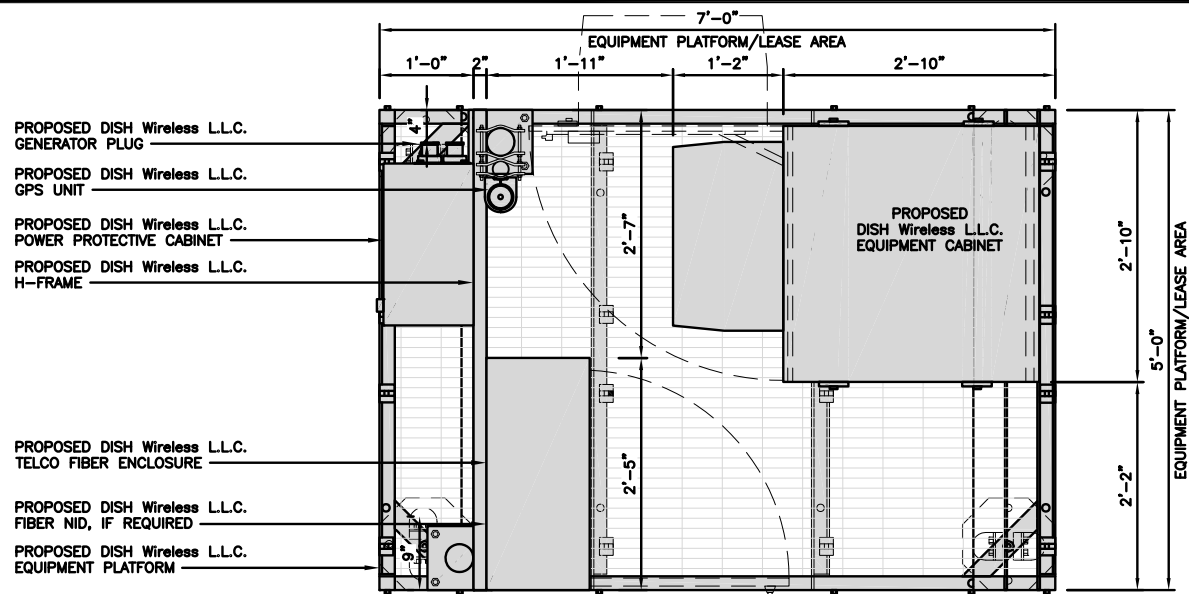 7'-0"
EQUIPMENT PLATFORM/LEASE AREA
1'-0"
2"
1'-11"
1'-2"
2'-10"
PROPOSED DISH Wireless L.L.C.
GENERATOR PLUG
4"
PROPOSED DISH Wireless L.L.C.
GPS UNIT
PROPOSED DISH Wireless L.L.C.
POWER PROTECTIVE CABINET
PROPOSED DISH Wireless L.L.C.
H-FRAME
2'-7"
PROPOSED
DISH Wireless L.L.C.
EQUIPMENT CABINET
2'-10"
5'-0"
EQUIPMENT PLATFORM/LEASE AREA
PROPOSED DISH Wireless L.L.C.
TELCO FIBER ENCLOSURE
2'-5"
2'-2"
PROPOSED DISH Wireless L.L.C.
FIBER NID, IF REQUIRED
9"
PROPOSED DISH Wireless L.L.C.
EQUIPMENT PLATFORM